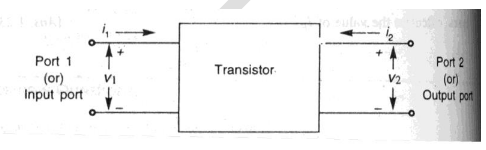 i₁
i₂
+
+
Port 1
(or)
Input port
v₁
Transistor
v₂
Port 2
(or)
Output port
−
−